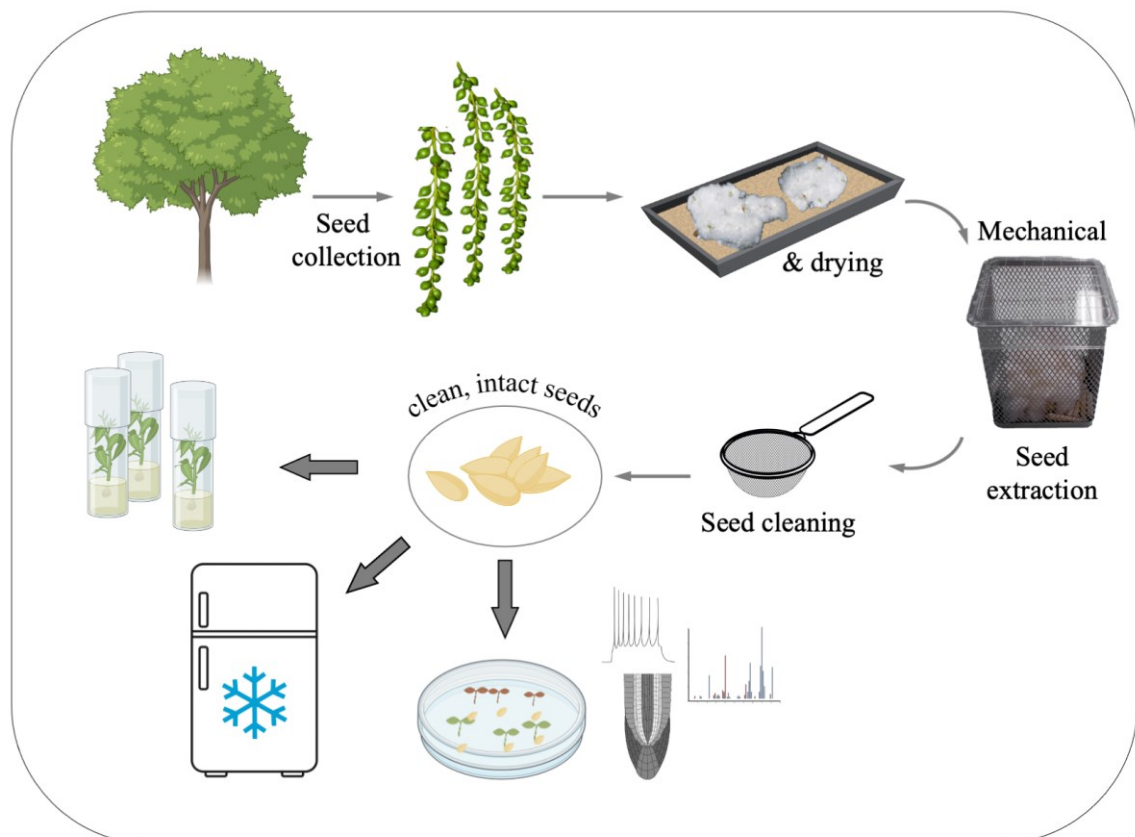 Seed
collection
& drying
Mechanical
Seed
extraction
Seed cleaning
clean, intact seeds